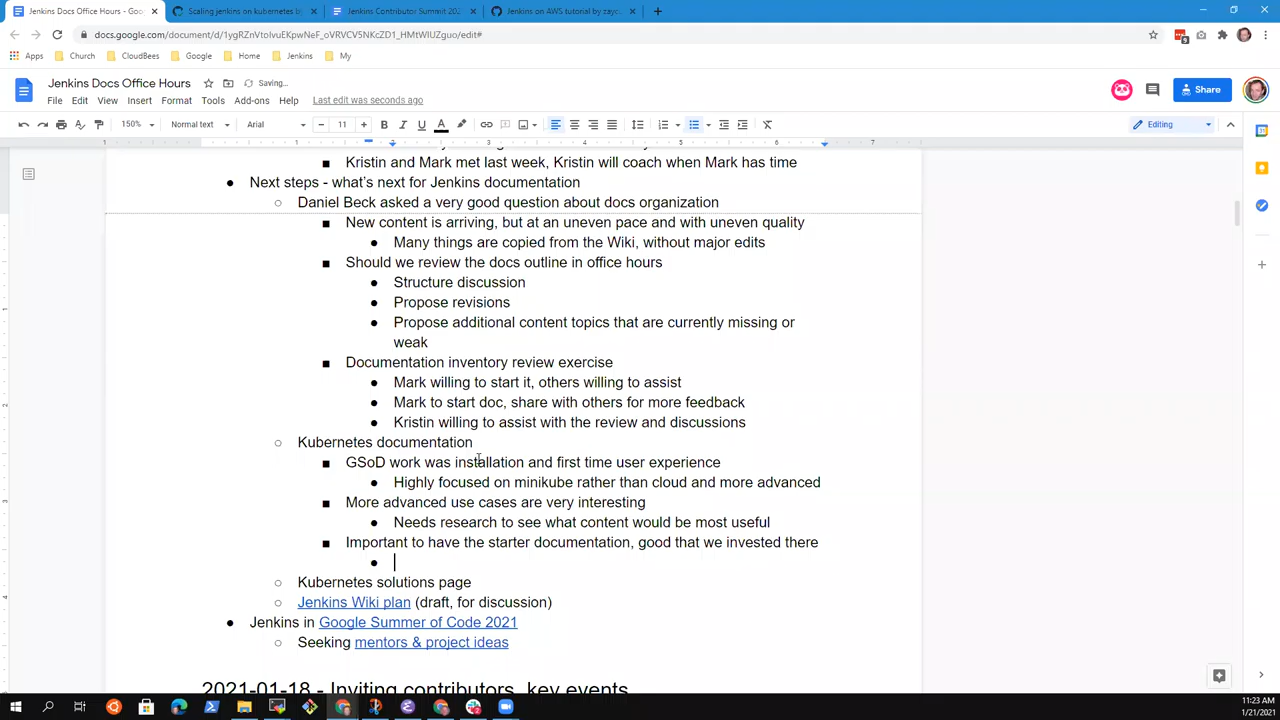 Jenkins Docs Office Hours - Goo
Scaling jenkins on kubernetes b
Jenkins Contributor Summit 202
Jenkins on AWS tutorial by zayo
docs.google.com/document/d/1ygRZnVtoIvuEKpwNeF_oVRVCV5NKcZD1_HMtWIUZguo/edit#
Apps Church CloudBees Google Home Jenkins My
Jenkins Docs Office Hours Saving...
File Edit View Insert Format Tools Add-ons Help Last edit was seconds ago
Share
150% Normal text Arial 11 B I U A Editing
1 1 2 3 4 5 6 7
Kristin and Mark met last week, Kristin will coach when Mark has time
Next steps - what's next for Jenkins documentation
Daniel Beck asked a very good question about docs organization
New content is arriving, but at an uneven pace and with uneven quality
Many things are copied from the Wiki, without major edits
Should we review the docs outline in office hours
Structure discussion
Propose revisions
Propose additional content topics that are currently missing or
weak
Documentation inventory review exercise
Mark willing to start it, others willing to assist
Mark to start doc, share with others for more feedback
Kristin willing to assist with the review and discussions
Kubernetes documentation
GSoD work was installation and first time user experience
Highly focused on minikube rather than cloud and more advanced
More advanced use cases are very interesting
Needs research to see what content would be most useful
Important to have the starter documentation, good that we invested there
Kubernetes solutions page
Jenkins Wiki plan (draft, for discussion)
Jenkins in Google Summer of Code 2021
Seeking mentors & project ideas
2021-01-18 - Inviting contributors, key events
11:23 AM
1/21/2021